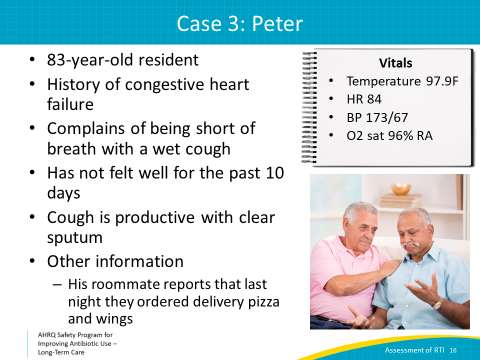 Case 3: Peter
• 83-year-old resident
• History of congestive heart
failure
• Complains of being short of
breath with a wet cough
• Has not felt well for the past 10
days
• Cough is productive with clear
sputum
• Other information
– His roommate reports that last
night they ordered delivery pizza
and wings
Vitals
• Temperature 97.9F
• HR 84
• BP 173/67
• O2 sat 96% RA
AHRQ Safety Program for
Improving Antibiotic Use –
Long-Term Care
Assessment of RTI 16